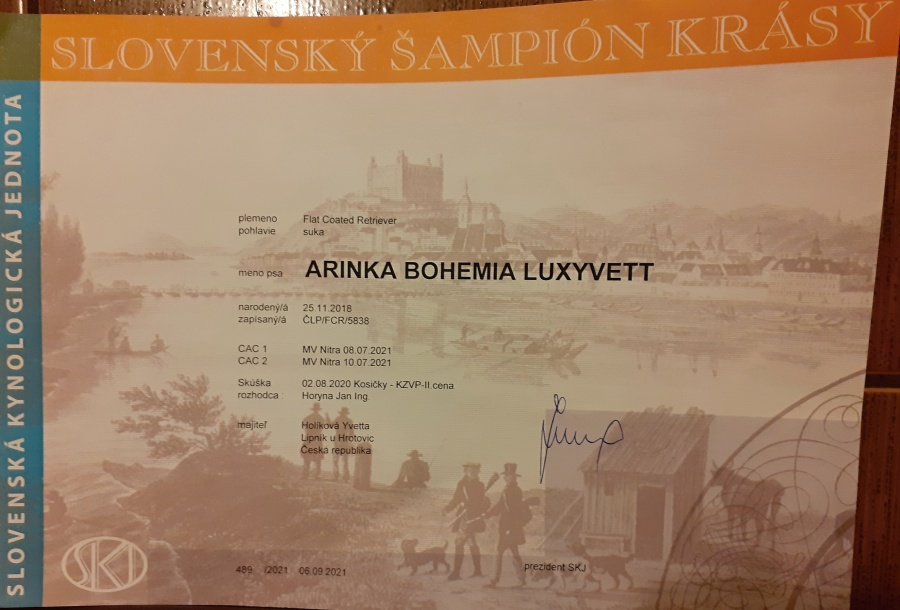 SLOVENSKÝ ŠAMPIÓN KRÁSY
SLOVENSKÁ KYNOLOGICKÁ JEDNOTA
plemeno Flat Coated Retriever
pohlavie suka
meno psa ARINKA BOHEMIA LUXYVETT
narodený/á 25.11.2018
zapísaný/á ČLP/FCR/5838
CAC 1 MV Nitra 08.07.2021
CAC 2 MV Nitra 10.07.2021
Skúška 02.08.2020 Kosičky - KZVP-II.cena
rozhodca : Horyna Jan Ing.
majiteľ Holíková Yvetta
Lipník u Hrotovic
Česká republika
489 /2021 06.09.2021
prezident SKJ
SKJ